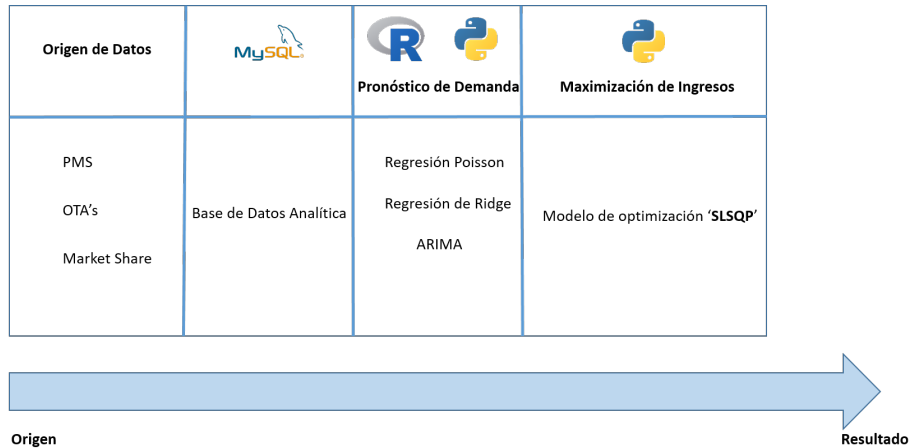 Origen de Datos
MySQL
R
Pronóstico de Demanda
Maximización de Ingresos
PMS
OTA's
Market Share
Base de Datos Analítica
Regresión Poisson
Regresión de Ridge
ARIMA
Modelo de optimización ‘SLSQP’
Origen
Resultado